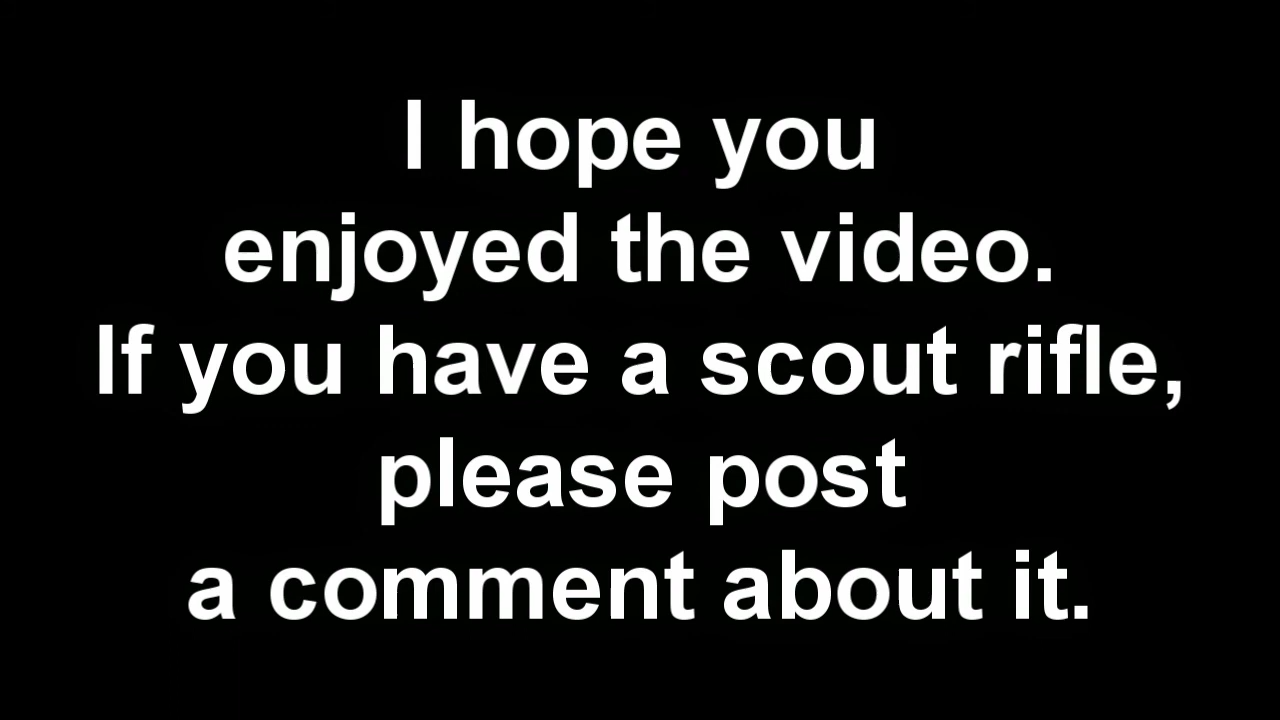 I hope you
enjoyed the video.
If you have a scout rifle,
please post
a comment about it.